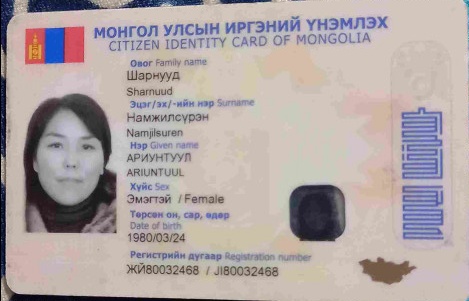 МОНГОЛ УЛСЫН ИРГЭНИЙ ҮНЭМЛЭХ
CITIZEN IDENTITY CARD OF MONGOLIA
Овог Family name
Шарнууд
Sharnuud
Эцэг/эх/-ийн нэр Surname
Намжилсүрэн
Namjilsuren
Нэр Given name
АРИУНТУУЛ
ARIUNTUUL
Хүйс Sex
Эмэгтэй / Female
Төрсөн он, сар, өдөр
Date of birth
1980/03/24
Регистрийн дугаар Registration number
ЖЙ80032468 / JI80032468